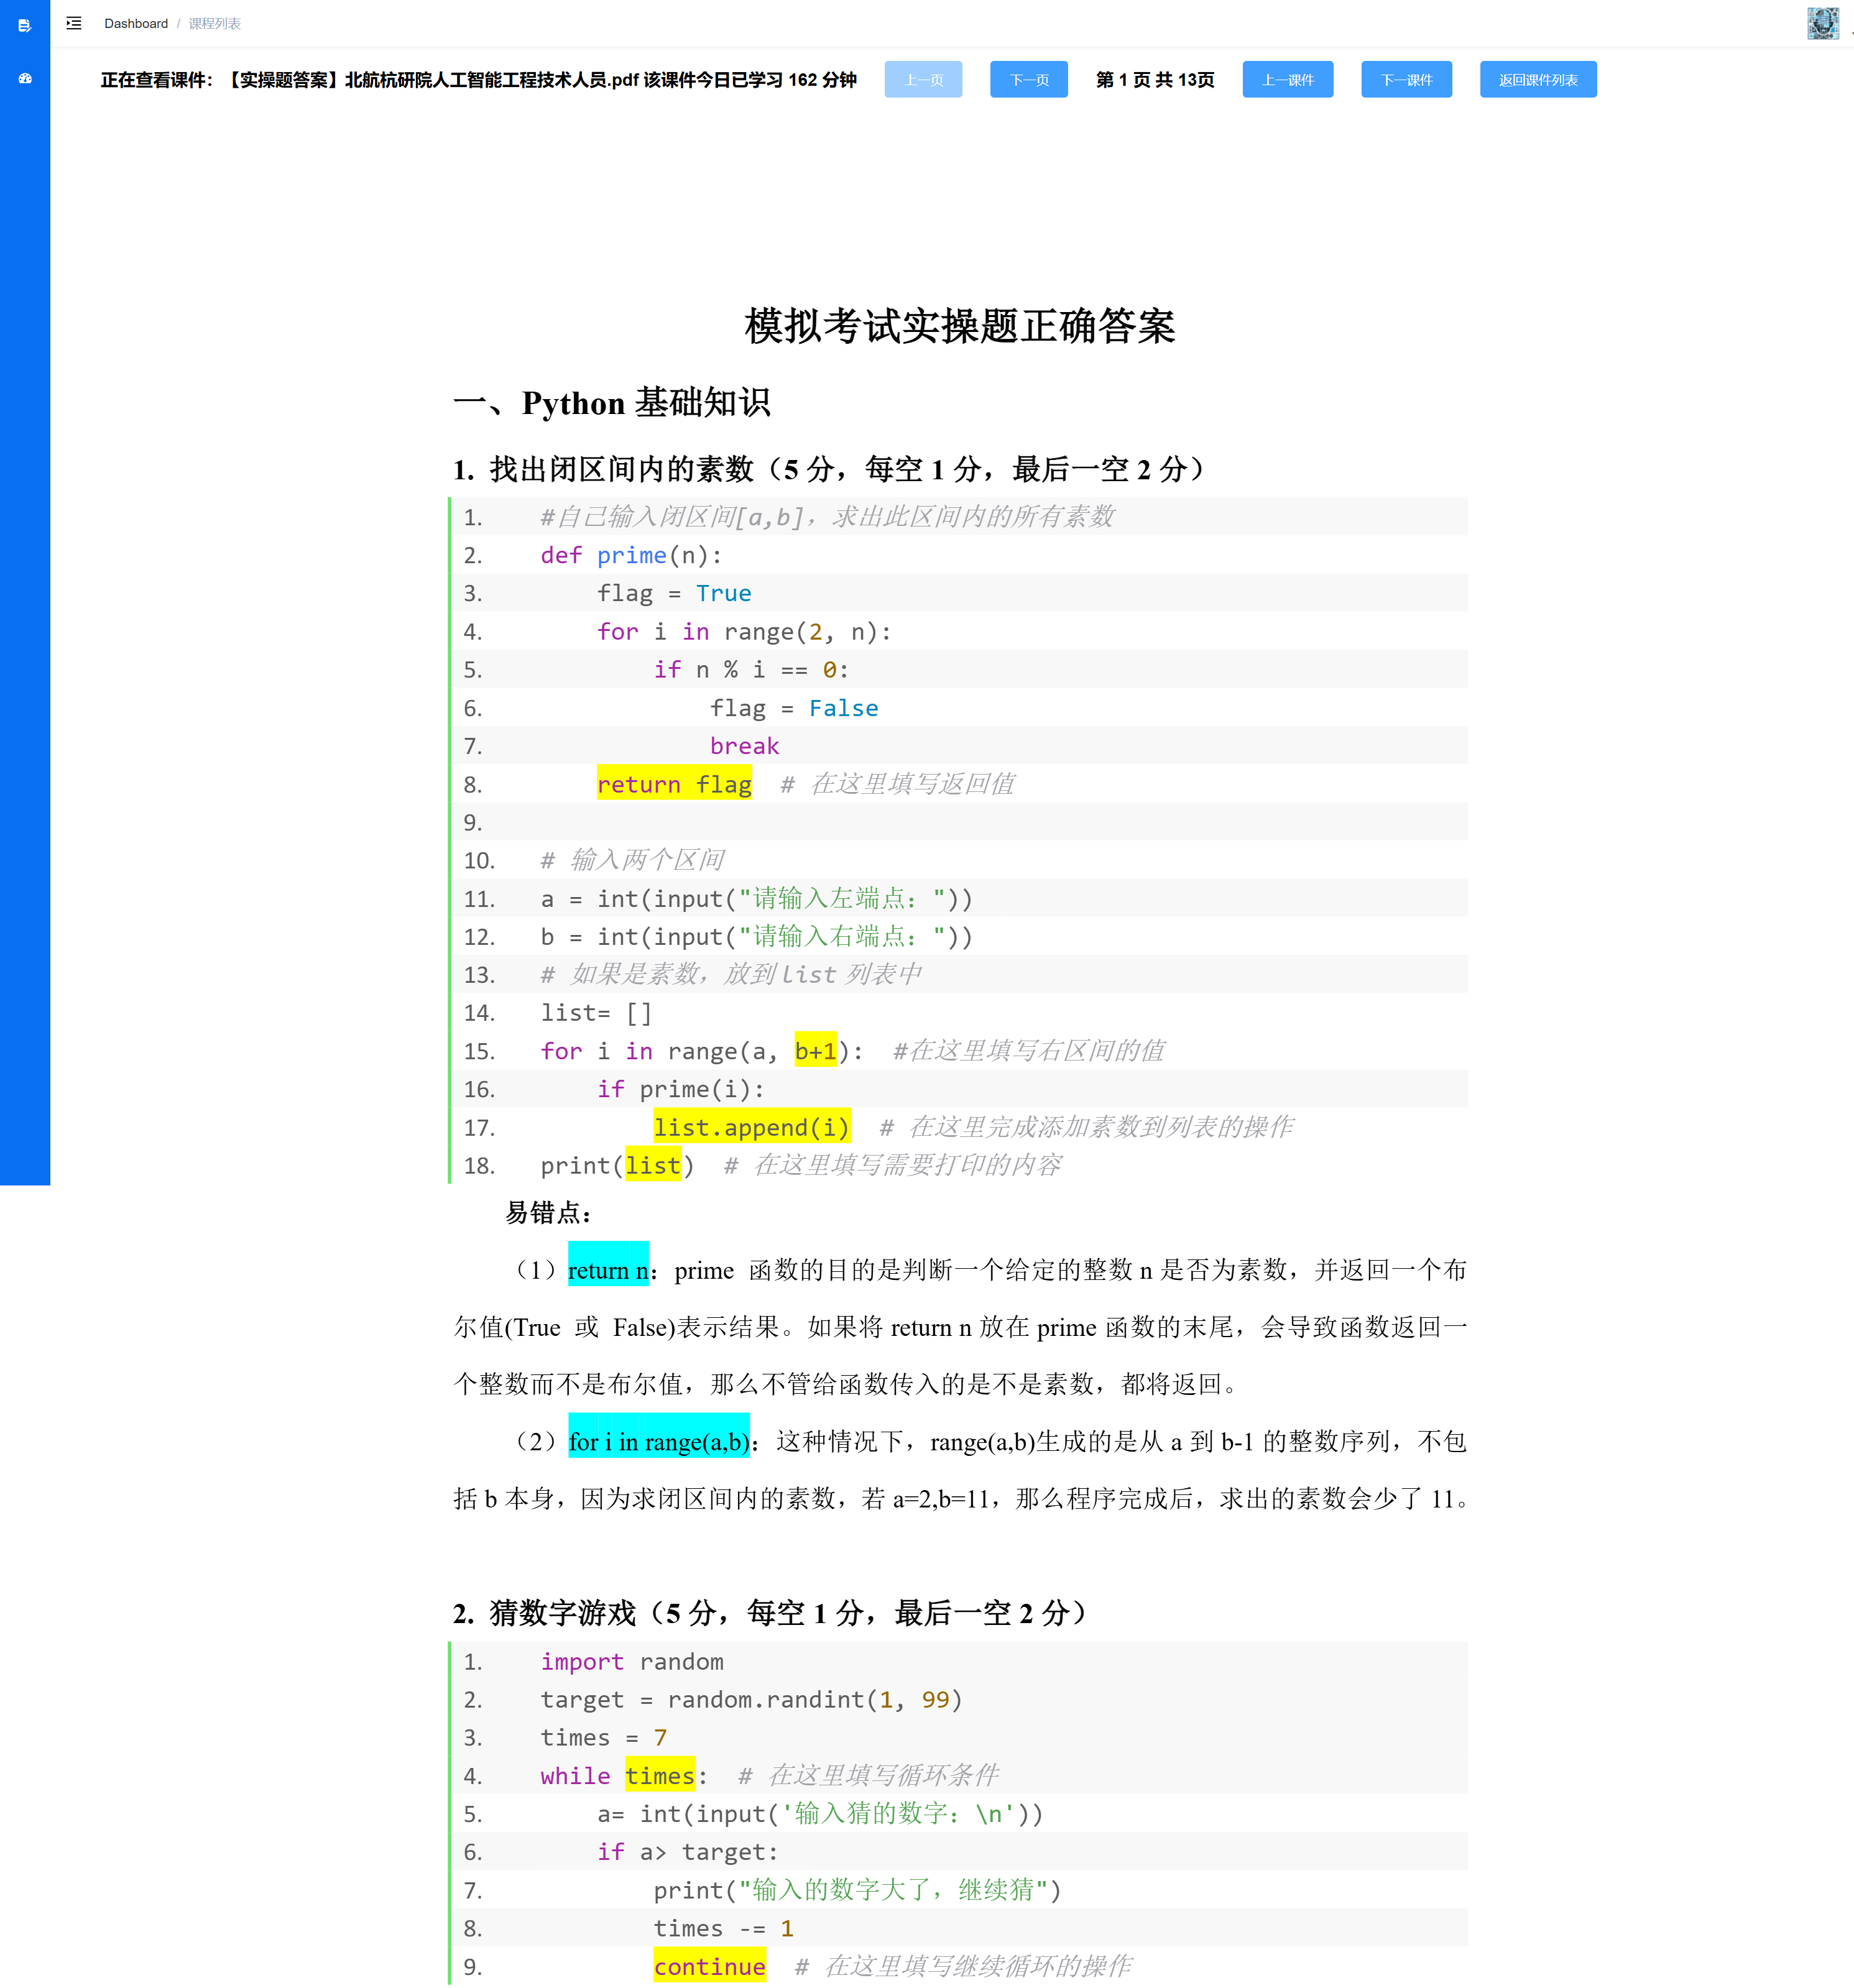 Dashboard / 课程列表
正在查看课件：【实操题答案】北航杭研院人工智能工程技术人员.pdf 该课件今日已学习 162 分钟 上一页 下一页 第 1 页 共 13页 上一课件 下一课件 返回课件列表
模拟考试实操题正确答案
一、Python 基础知识
1. 找出闭区间内的素数（5 分，每空 1 分，最后一空 2 分）
1. #自己输入闭区间[a,b]，求出此区间内的所有素数
2. def prime(n):
3.     flag = True
4.     for i in range(2, n):
5.         if n % i == 0:
6.             flag = False
7.             break
8.     return flag  # 在这里填写返回值
9.
10. # 输入两个区间
11. a = int(input("请输入左端点："))
12. b = int(input("请输入右端点："))
13. # 如果是素数，放到 list 列表中
14. list= []
15. for i in range(a, b+1):  #在这里填写右区间的值
16.     if prime(i):
17.         list.append(i)  # 在这里完成添加素数到列表的操作
18. print(list)  # 在这里填写需要打印的内容
易错点：
（1）return n：prime 函数的目的是判断一个给定的整数 n 是否为素数，并返回一个布
尔值(True 或 False)表示结果。如果将 return n 放在 prime 函数的末尾，会导致函数返回一
个整数而不是布尔值，那么不管给函数传入的是不是素数，都将返回。
（2）for i in range(a,b)：这种情况下，range(a,b)生成的是从 a 到 b-1 的整数序列，不包
括 b 本身，因为求闭区间内的素数，若 a=2,b=11，那么程序完成后，求出的素数会少了 11。
2. 猜数字游戏（5 分，每空 1 分，最后一空 2 分）
1. import random
2. target = random.randint(1, 99)
3. times = 7
4. while times:  # 在这里填写循环条件
5.     a= int(input('输入猜的数字：\n'))
6.     if a> target:
7.         print("输入的数字大了，继续猜")
8.         times -= 1
9.         continue  # 在这里填写继续循环的操作